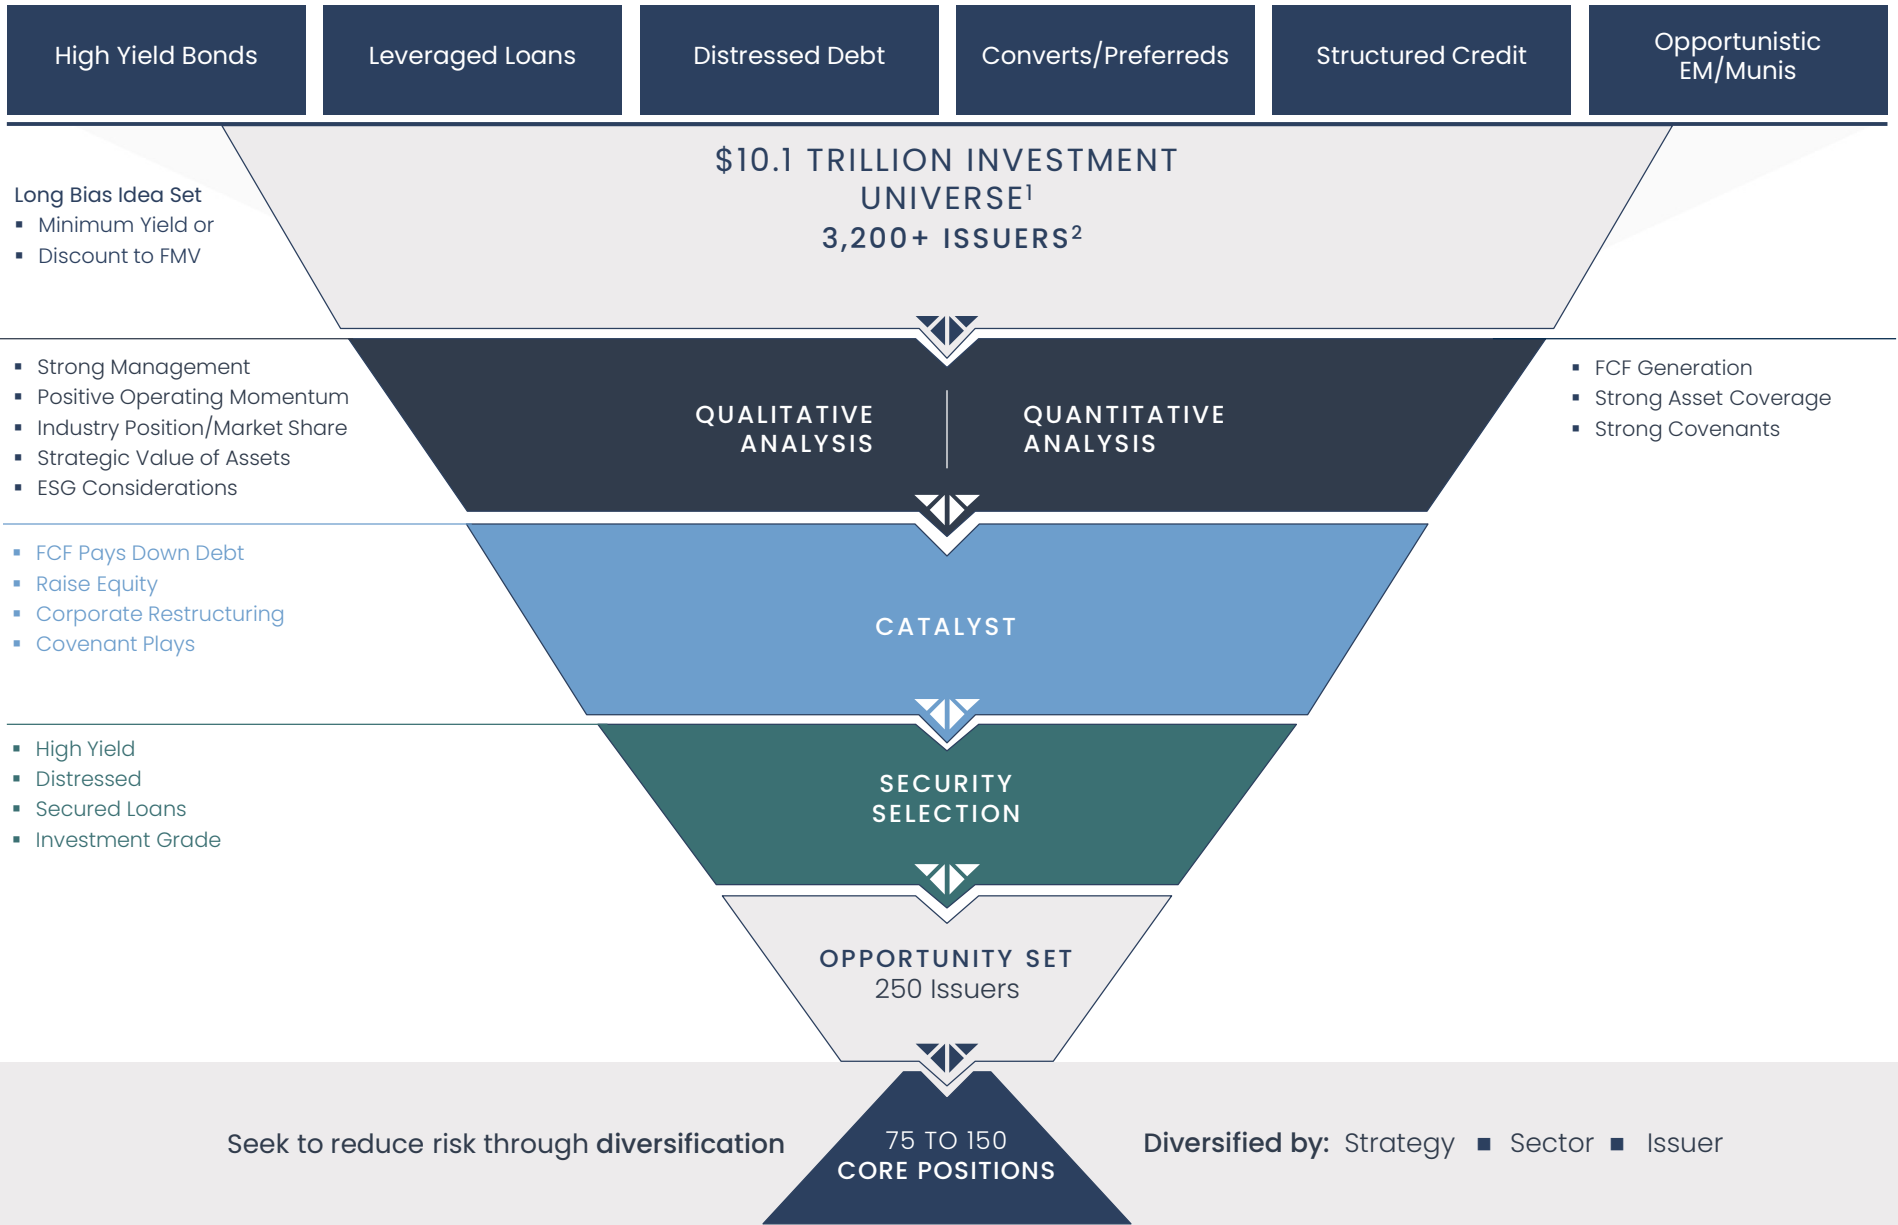 High Yield Bonds
Leveraged Loans
Distressed Debt
Converts/Preferreds
Structured Credit
Opportunistic
EM/Munis
$10.1 TRILLION INVESTMENT
UNIVERSE¹
3,200+ ISSUERS²
Long Bias Idea Set
▪ Minimum Yield or
▪ Discount to FMV
▪ Strong Management
▪ Positive Operating Momentum
▪ Industry Position/Market Share
▪ Strategic Value of Assets
▪ ESG Considerations
QUALITATIVE
ANALYSIS
QUANTITATIVE
ANALYSIS
▪ FCF Generation
▪ Strong Asset Coverage
▪ Strong Covenants
▪ FCF Pays Down Debt
▪ Raise Equity
▪ Corporate Restructuring
▪ Covenant Plays
CATALYST
▪ High Yield
▪ Distressed
▪ Secured Loans
▪ Investment Grade
SECURITY
SELECTION
OPPORTUNITY SET
250 Issuers
Seek to reduce risk through diversification
75 TO 150
CORE POSITIONS
Diversified by: Strategy ■ Sector ■ Issuer